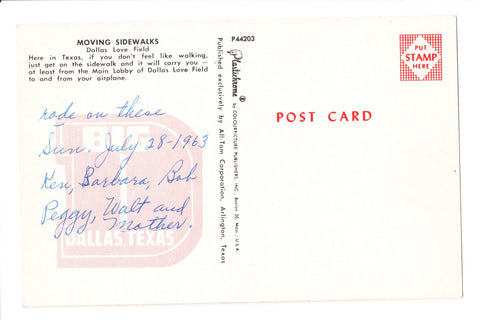 MOVING SIDEWALKS
Dallas Love Field
Here in Texas, if you don't feel like walking,
just get on the sidewalk and it will carry you —
at least from the Main Lobby of Dallas Love Field
to and from your airplane.
rode on these
Sun. July 28-1963
Ken, Barbara, Bob
Peggy, Walt and
Mother.
BIG
D
DALLAS, TEXAS
P44203
Plastichrome ® by COLOURPICTURE PUBLISHERS, INC., Boston 30, Mass., U.S.A.
Published exclusively by All-Tom Corporation, Arlington, Texas
POST CARD
PUT
STAMP
HERE